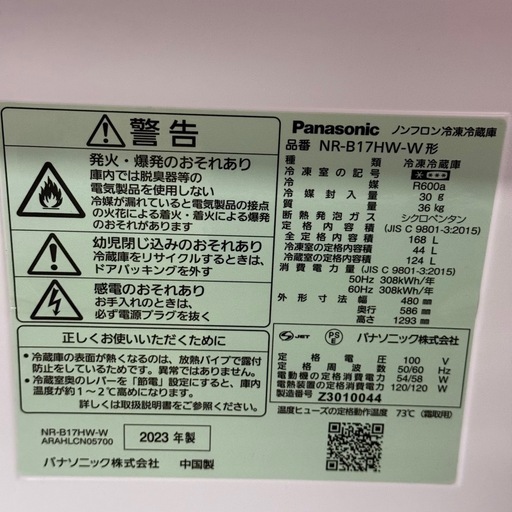 警告
発火・爆発のおそれあり
庫内では脱臭器等の
電気製品を使用しない
冷媒が漏れていると電気製品の接点
の火花による着火・着火による爆発
のおそれあり
幼児閉じ込みのおそれあり
冷蔵庫をリサイクルするときは、
ドアパッキングを外す
感電のおそれあり
お手入れのときは、
必ず電源プラグを抜く
正しくお使いいただくために
•冷蔵庫の表面が熱くなるのは、放熱パイプで露付
防止をしているためです。異常ではありません。
•冷蔵室奥のレバーを「節電」設定にすると、庫内
温度が約1~2℃高めになります。
詳しくは取扱説明書をご覧ください。
NR-B17HW-W
ARAHLCN05700
2023年製
パナソニック株式会社 中国製
Panasonic ノンフロン冷凍冷蔵庫
品番 NR-B17HW-W形
種類 冷凍冷蔵庫
冷凍室の記号
冷媒 R600a
冷媒封入量 30 g
質量 36 kg
断熱発泡ガス シクロペンタン
全定格内容積 (JIS C 9801-3:2015)
168 L
冷凍室の定格内容積 44 L
冷蔵室の定格内容積 124 L
消費電力量 (JIS C 9801-3:2015)
50Hz 308kWh/年
60Hz 308kWh/年
外形寸法 幅 480 mm
奥行 586 mm
高さ 1293 mm
JET PSE パナソニック株式会社
定格電圧 100 V
定格周波数 50/60 Hz
電動機の定格消費電力 54/58 W
電熱装置の定格消費電力 120/120 W
製造番号 Z3010044
温度ヒューズの定格動作温度 73℃(霜取用)